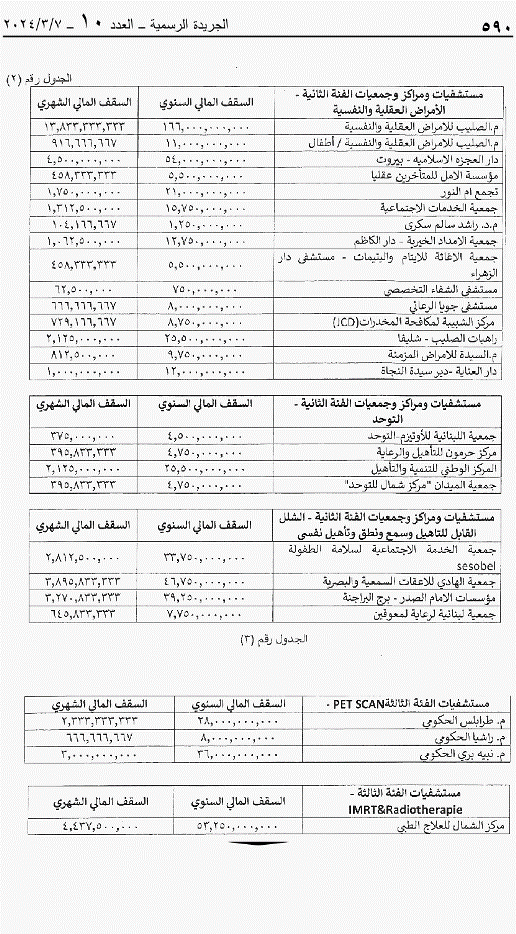 ٥٩٠ الجريدة الرسمية – العدد ١٠ – ٢٠٢٤/٣/٧
الجدول رقم (٢)
مستشفيات ومراكز وجمعيات الفئة الثانية - السقف المالي السنوي السقف المالي الشهري
الأمراض العقلية والنفسية
م.الصليب للامراض العقلية والنفسية ١٦٦,٠٠٠,٠٠٠,٠٠٠ ١٣,٨٣٣,٣٣٣,٣٣٣
م.الصليب للامراض العقلية والنفسية / أطفال ١١,٠٠٠,٠٠٠,٠٠٠ ٩١٦,٦٦٦,٦٦٧
دار العجزه الاسلاميه - بيروت ٥٤,٠٠٠,٠٠٠,٠٠٠ ٤,٥٠٠,٠٠٠,٠٠٠
مؤسسة الامل للمتأخرين عقليا ٥,٥٠٠,٠٠٠,٠٠٠ ٤٥٨,٣٣٣,٣٣٣
تجمع ام النور ٢١,٠٠٠,٠٠٠,٠٠٠ ١,٧٥٠,٠٠٠,٠٠٠
جمعية الخدمات الاجتماعية ١٥,٧٥٠,٠٠٠,٠٠٠ ١,٣١٢,٥٠٠,٠٠٠
م.د. راشد سالم سكري ١,٢٥٠,٠٠٠,٠٠٠ ١٠٤,١٦٦,٦٦٧
جمعية الامداد الخيرية - دار الكاظم ١٢,٧٥٠,٠٠٠,٠٠٠ ١,٠٦٢,٥٠٠,٠٠٠
جمعية الاغاثة للايتام واليتيمات - مستشفى دار ٥,٥٠٠,٠٠٠,٠٠٠ ٤٥٨,٣٣٣,٣٣٣
الزهراء
مستشفى الشفاء التخصصي ٧٥٠,٠٠٠,٠٠٠ ٦٢,٥٠٠,٠٠٠
مستشفى جويا الرعائي ٨,٠٠٠,٠٠٠,٠٠٠ ٦٦٦,٦٦٦,٦٦٧
مركز الشبيبة لمكافحة المخدرات(JCD) ٨,٧٥٠,٠٠٠,٠٠٠ ٧٢٩,١٦٦,٦٦٧
راهبات الصليب - شليفا ٢٥,٥٠٠,٠٠٠,٠٠٠ ٢,١٢٥,٠٠٠,٠٠٠
م.السيدة للامراض المزمنة ٩,٧٥٠,٠٠٠,٠٠٠ ٨١٢,٥٠٠,٠٠٠
دار العناية -دير سيدة النجاة ١٢,٠٠٠,٠٠٠,٠٠٠ ١,٠٠٠,٠٠٠,٠٠٠
مستشفيات ومراكز وجمعيات الفئة الثانية - السقف المالي السنوي السقف المالي الشهري
التوحد
جمعية اللبنانية للأوتيزم-التوحد ٤,٥٠٠,٠٠٠,٠٠٠ ٣٧٥,٠٠٠,٠٠٠
مركز حرمون للتأهيل والرعاية ٤,٧٥٠,٠٠٠,٠٠٠ ٣٩٥,٨٣٣,٣٣٣
المركز الوطني للتنمية والتأهيل ٢٥,٥٠٠,٠٠٠,٠٠٠ ٢,١٢٥,٠٠٠,٠٠٠
جمعية الميدان "مركز شمال للتوحد" ٤,٧٥٠,٠٠٠,٠٠٠ ٣٩٥,٨٣٣,٣٣٣
مستشفيات ومراكز وجمعيات الفئة الثانية - الشلل السقف المالي السنوي السقف المالي الشهري
القابل للتاهيل وسمع ونطق وتأهيل نفسي
جمعية الخدمة الاجتماعية لسلامة الطفولة ٣٣,٧٥٠,٠٠٠,٠٠٠ ٢,٨١٢,٥٠٠,٠٠٠
sesobel
جمعية الهادي للاعقات السمعية والبصرية ٤٦,٧٥٠,٠٠٠,٠٠٠ ٣,٨٩٥,٨٣٣,٣٣٣
مؤسسات الامام الصدر - برج البراجنة ٣٩,٢٥٠,٠٠٠,٠٠٠ ٣,٢٧٠,٨٣٣,٣٣٣
جمعية لبنانية لرعاية لمعوقين ٧,٧٥٠,٠٠٠,٠٠٠ ٦٤٥,٨٣٣,٣٣٣
الجدول رقم (٣)
مستشفيات الفئة الثالثةPET SCAN - السقف المالي السنوي السقف المالي الشهري
م. طرابلس الحكومي ٢٨,٠٠٠,٠٠٠,٠٠٠ ٢,٣٣٣,٣٣٣,٣٣٣
م. راشيا الحكومي ٨,٠٠٠,٠٠٠,٠٠٠ ٦٦٦,٦٦٦,٦٦٧
م. نبيه بري الحكومي ٣٦,٠٠٠,٠٠٠,٠٠٠ ٣,٠٠٠,٠٠٠,٠٠٠
مستشفيات الفئة الثالثة - السقف المالي السنوي السقف المالي الشهري
IMRT&Radiotherapie
مركز الشمال للعلاج الطبي ٥٣,٢٥٠,٠٠٠,٠٠٠ ٤,٤٣٧,٥٠٠,٠٠٠